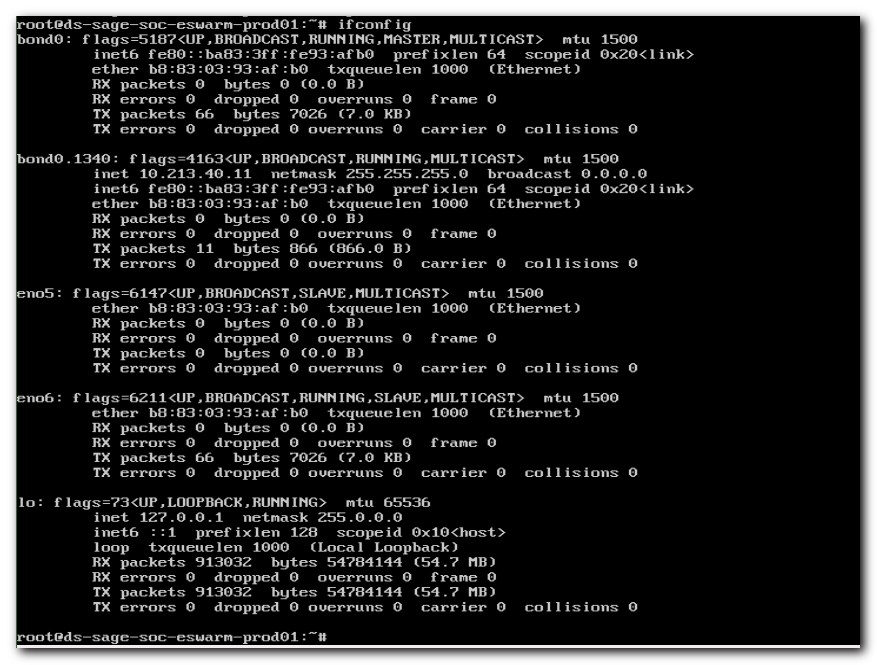 root@ds-sage-soc-eswarm-prod01:~# ifconfig
bond0: flags=5187<UP,BROADCAST,RUNNING,MASTER,MULTICAST>  mtu 1500
        inet6 fe80::ba83:3ff:fe93:afb0  prefixlen 64  scopeid 0x20<link>
        ether b8:83:03:93:af:b0  txqueuelen 1000  (Ethernet)
        RX packets 0  bytes 0 (0.0 B)
        RX errors 0  dropped 0  overruns 0  frame 0
        TX packets 66  bytes 7026 (7.0 KB)
        TX errors 0  dropped 0 overruns 0  carrier 0  collisions 0

bond0.1340: flags=4163<UP,BROADCAST,RUNNING,MULTICAST>  mtu 1500
        inet 10.213.40.11  netmask 255.255.255.0  broadcast 0.0.0.0
        inet6 fe80::ba83:3ff:fe93:afb0  prefixlen 64  scopeid 0x20<link>
        ether b8:83:03:93:af:b0  txqueuelen 1000  (Ethernet)
        RX packets 0  bytes 0 (0.0 B)
        RX errors 0  dropped 0  overruns 0  frame 0
        TX packets 11  bytes 866 (866.0 B)
        TX errors 0  dropped 0 overruns 0  carrier 0  collisions 0

eno5: flags=6147<UP,BROADCAST,SLAVE,MULTICAST>  mtu 1500
        ether b8:83:03:93:af:b0  txqueuelen 1000  (Ethernet)
        RX packets 0  bytes 0 (0.0 B)
        RX errors 0  dropped 0  overruns 0  frame 0
        TX packets 0  bytes 0 (0.0 B)
        TX errors 0  dropped 0 overruns 0  carrier 0  collisions 0

eno6: flags=6211<UP,BROADCAST,RUNNING,SLAVE,MULTICAST>  mtu 1500
        ether b8:83:03:93:af:b0  txqueuelen 1000  (Ethernet)
        RX packets 0  bytes 0 (0.0 B)
        RX errors 0  dropped 0  overruns 0  frame 0
        TX packets 66  bytes 7026 (7.0 KB)
        TX errors 0  dropped 0 overruns 0  carrier 0  collisions 0

lo: flags=73<UP,LOOPBACK,RUNNING>  mtu 65536
        inet 127.0.0.1  netmask 255.0.0.0
        inet6 ::1  prefixlen 128  scopeid 0x10<host>
        loop  txqueuelen 1000  (Local Loopback)
        RX packets 913032  bytes 54784144 (54.7 MB)
        RX errors 0  dropped 0  overruns 0  frame 0
        TX packets 913032  bytes 54784144 (54.7 MB)
        TX errors 0  dropped 0 overruns 0  carrier 0  collisions 0

root@ds-sage-soc-eswarm-prod01:~#